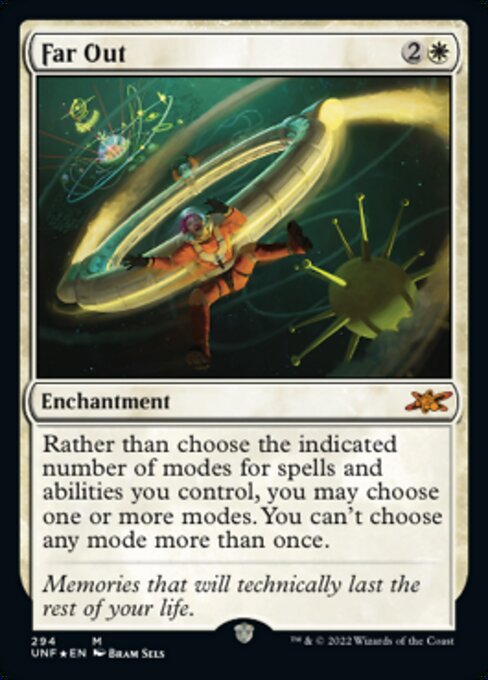 Far Out 2
Enchantment
Rather than choose the indicated
number of modes for spells and
abilities you control, you may choose
one or more modes. You can't choose
any mode more than once.
Memories that will technically last the
rest of your life.
294 M
UNF★EN Bram Sels
™ & © 2022 Wizards of the Coast